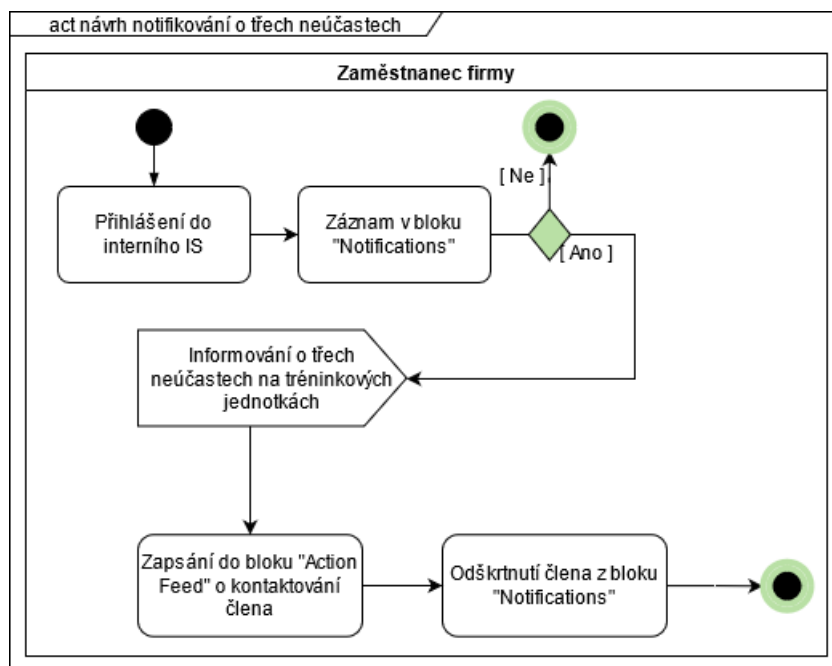 act návrh notifikování o třech neúčastech
Zaměstnanec firmy
Přihlášení do
interního IS
Záznam v bloku
"Notifications"
[ Ne ]
[ Ano ]
Informování o třech
neúčastech na tréninkových
jednotkách
Zapsání do bloku "Action
Feed" o kontaktování
člena
Odškrtnutí člena z bloku
"Notifications"